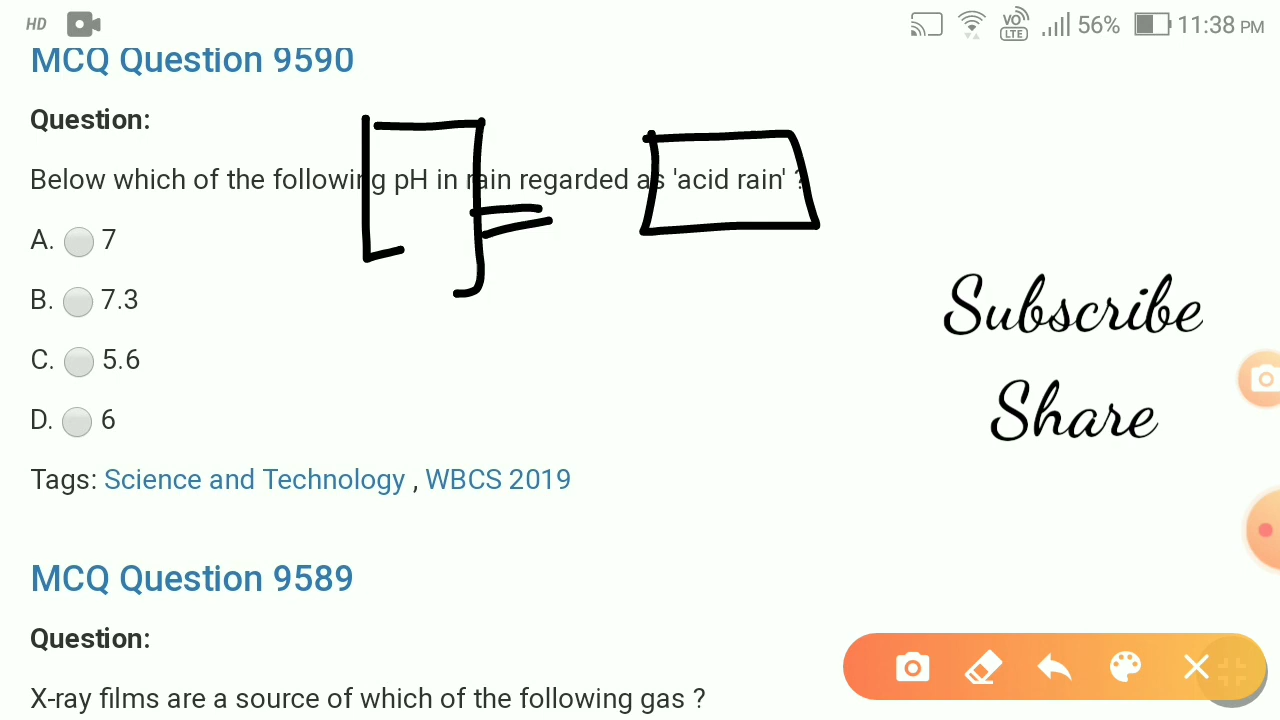 HD VO LTE 56% 11:38 PM
MCQ Question 9590
Question:
Below which of the following pH in rain regarded as 'acid rain' ?
A. 7
B. 7.3
C. 5.6
D. 6
Tags: Science and Technology , WBCS 2019
Subscribe
Share
MCQ Question 9589
Question:
X-ray films are a source of which of the following gas ?